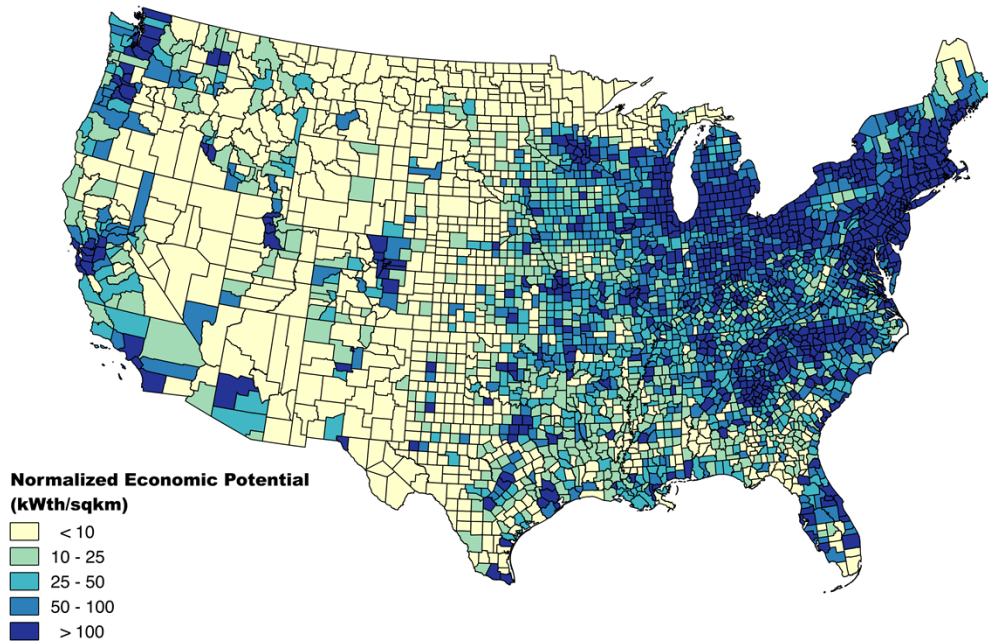 Normalized Economic Potential
(kWth/sqkm)
< 10
10 - 25
25 - 50
50 - 100
> 100